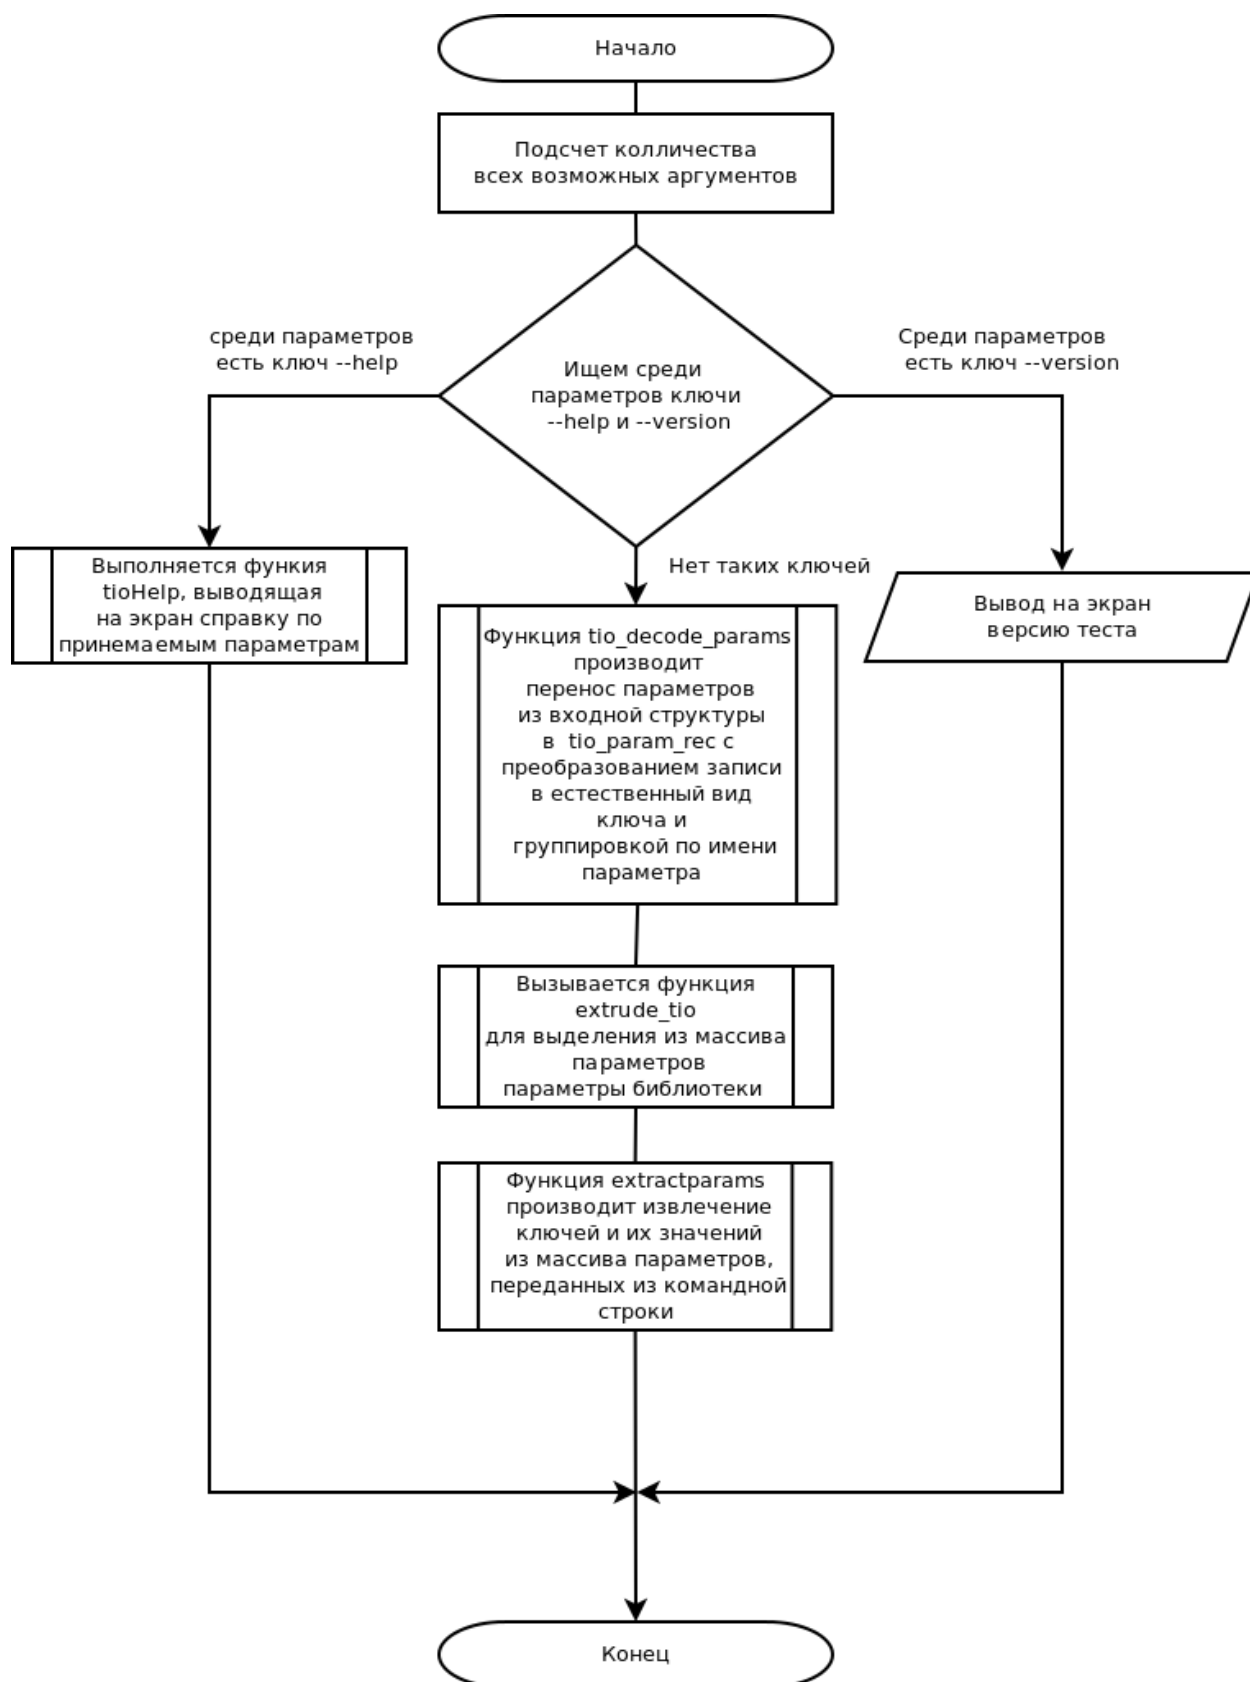 Начало
Подсчет колличества
всех возможных аргументов
среди параметров
есть ключ --help
Ищем среди
параметров ключи
--help и --version
Среди параметров
есть ключ --version
Выполняется функия
tioHelp, выводящая
на экран справку по
принемаемым параметрам
Нет таких ключей
Вывод на экран
версию теста
Функция tio_decode_params
производит
перенос параметров
из входной структуры
в tio_param_rec с
преобразованием записи
в естественный вид
ключа и
группировкой по имени
параметра
Вызывается функция
extrude_tio
для выделения из массива
параметров
параметры библиотеки
Функция extractparams
производит извлечение
ключей и их значений
из массива параметров,
переданных из командной
строки
Конец